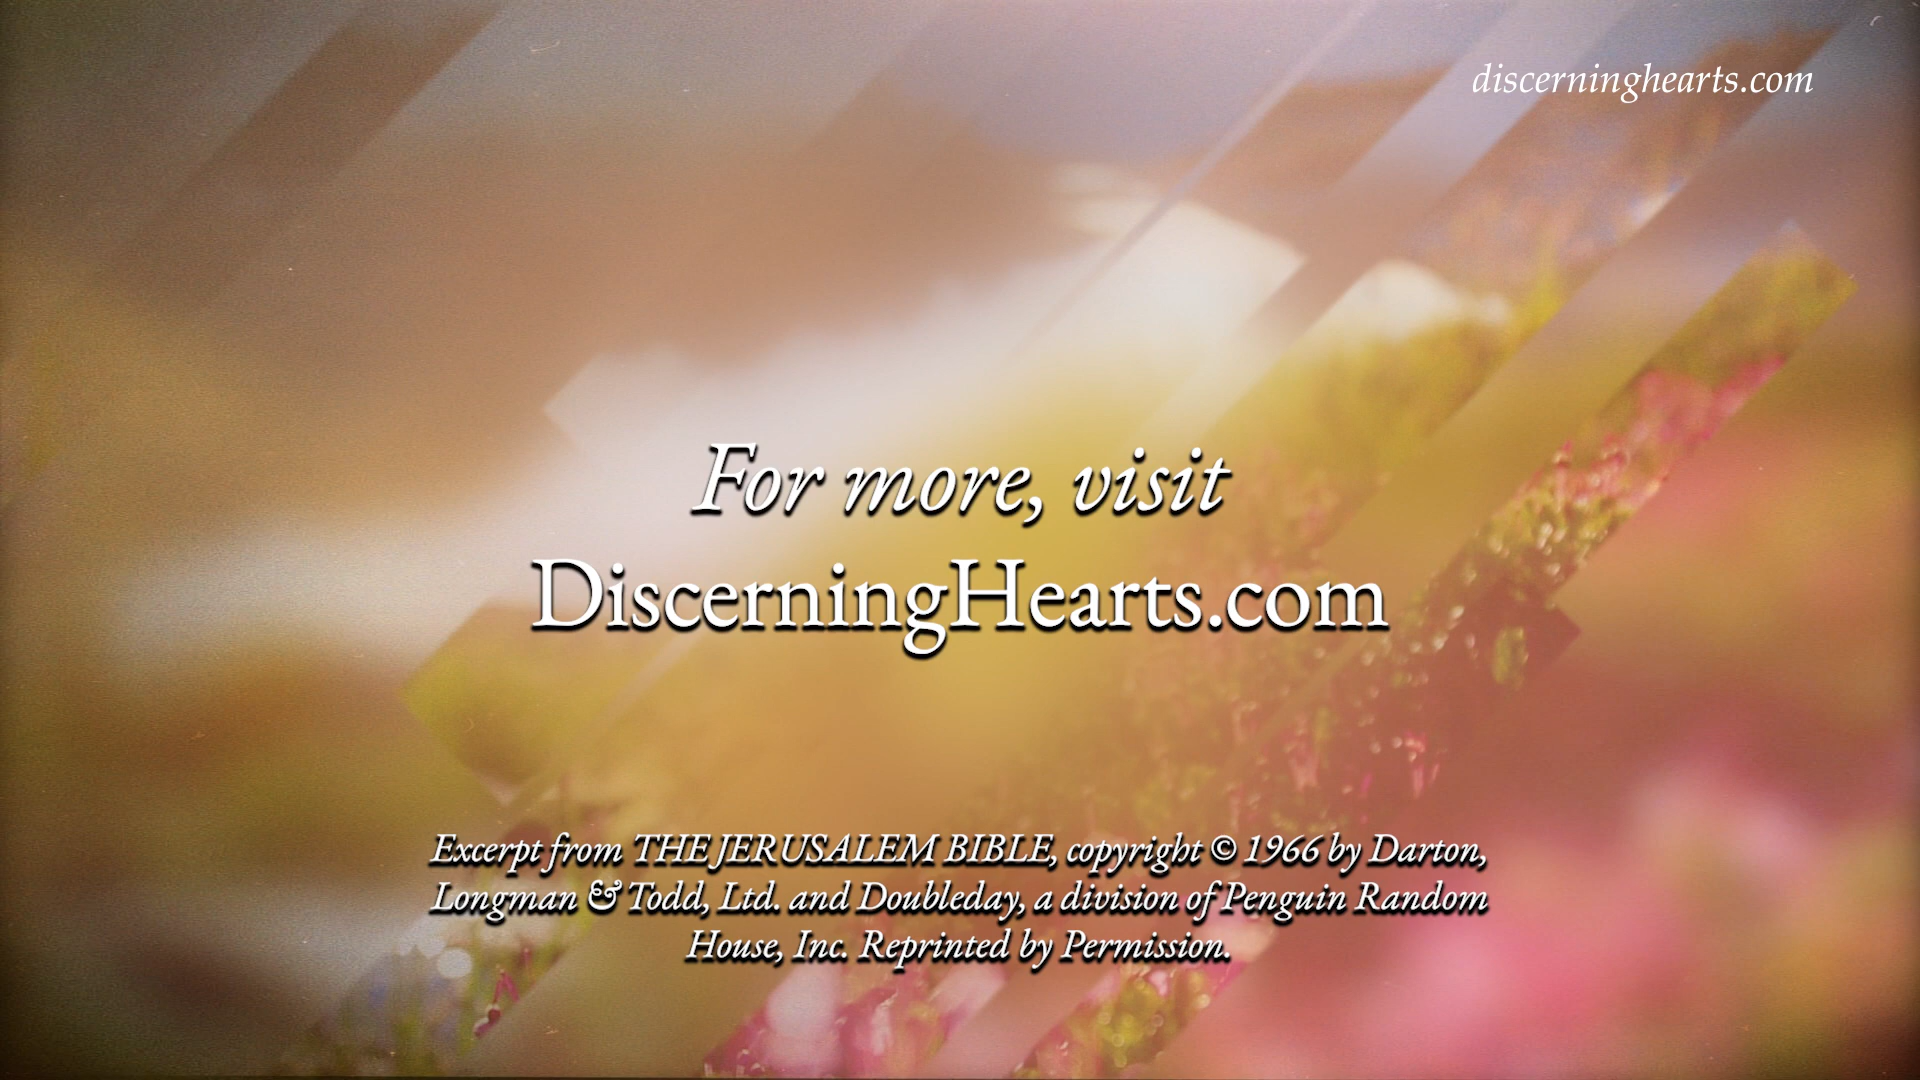 discerninghearts.com
For more, visit
DiscerningHearts.com
Excerpt from THE JERUSALEM BIBLE, copyright © 1966 by Darton,
Longman & Todd, Ltd. and Doubleday, a division of Penguin Random
House, Inc. Reprinted by Permission.